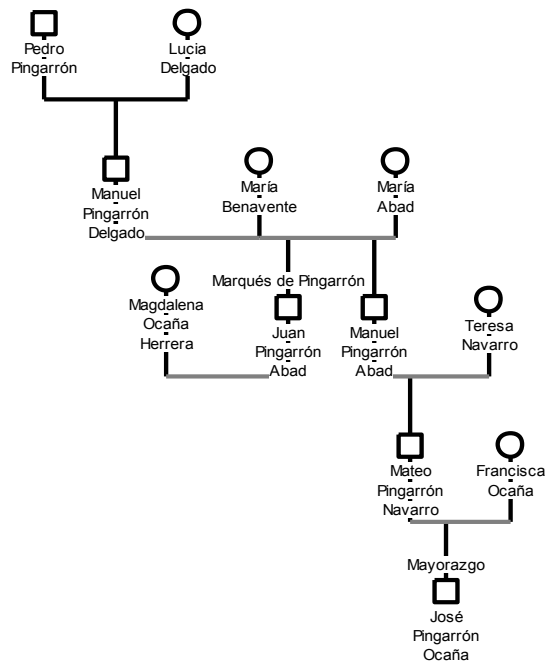 Pedro
Pingarrón
Lucia
Delgado
Manuel
Pingarrón
Delgado
María
Benavente
María
Abad
Marqués de Pingarrón
Magdalena
Ocaña
Herrera
Juan
Pingarrón
Abad
Manuel
Pingarrón
Abad
Teresa
Navarro
Mateo
Pingarrón
Navarro
Francisca
Ocaña
Mayorazgo
José
Pingarrón
Ocaña